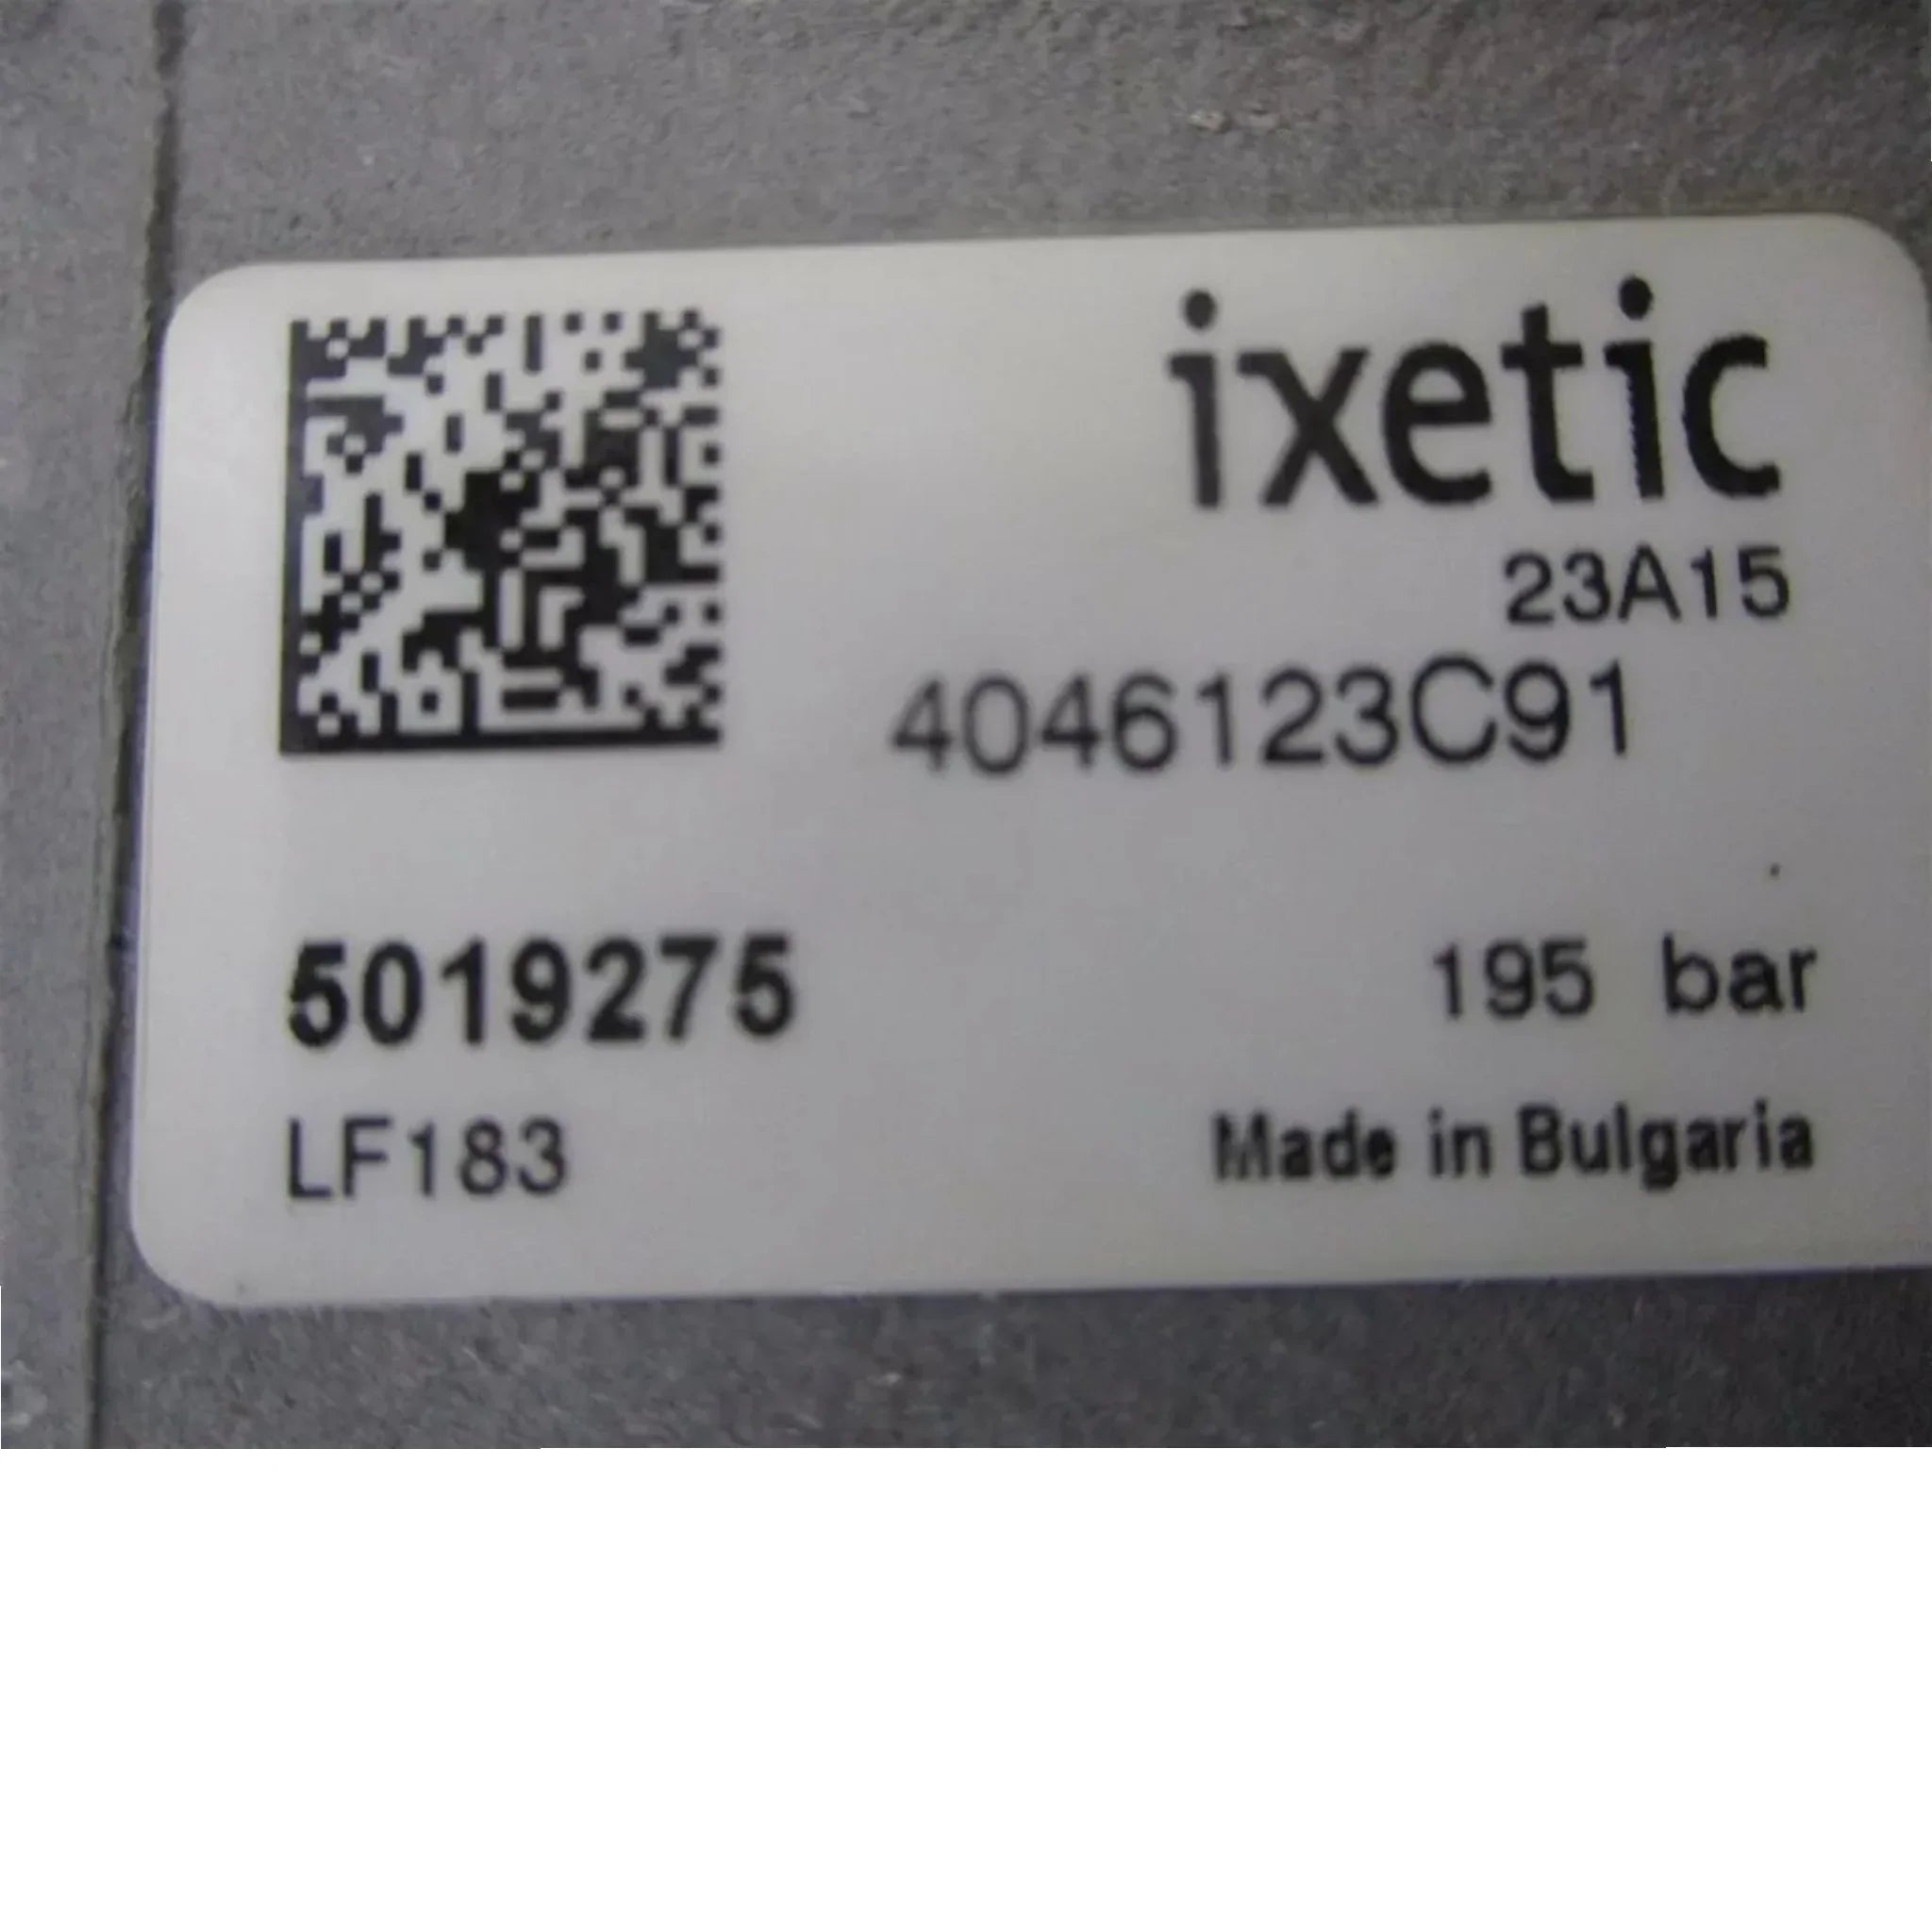 ixetic
23A15
4046123C91
5019275
195 bar
LF183
Made in Bulgaria